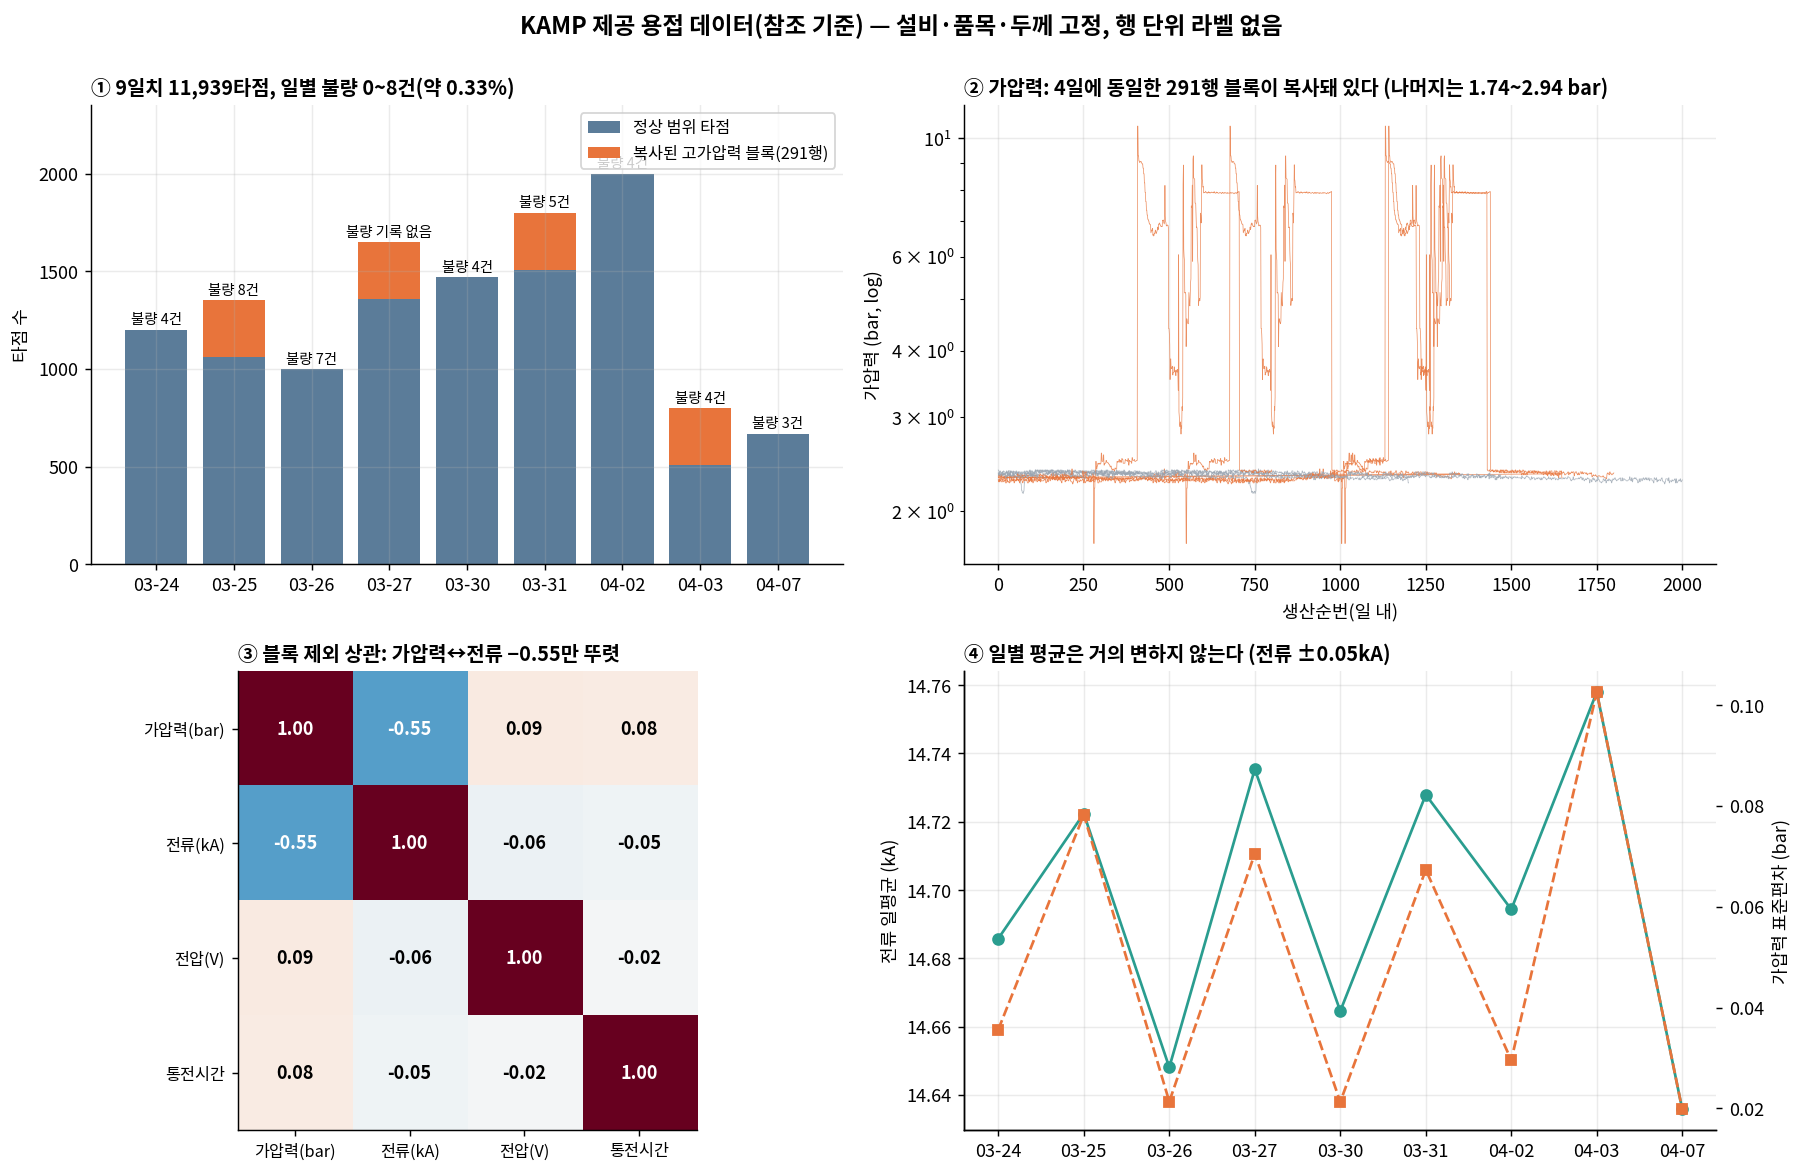 KAMP 제공 용접 데이터(참조 기준) — 설비·품목·두께 고정, 행 단위 라벨 없음
① 9일치 11,939타점, 일별 불량 0~8건(약 0.33%)
정상 범위 타점
복사된 고가압력 블록(291행)
불량 4건
불량 8건
불량 7건
불량 기록 없음
불량 4건
불량 5건
불량 4건
불량 4건
불량 3건
타점 수
2000
1500
1000
500
0
03-24 03-25 03-26 03-27 03-30 03-31 04-02 04-03 04-07
② 가압력: 4일에 동일한 291행 블록이 복사돼 있다 (나머지는 1.74~2.94 bar)
가압력 (bar, log)
10¹
6 × 10⁰
4 × 10⁰
3 × 10⁰
2 × 10⁰
0 250 500 750 1000 1250 1500 1750 2000
생산순번(일 내)
③ 블록 제외 상관: 가압력↔전류 −0.55만 뚜렷
가압력(bar) 1.00 -0.55 0.09 0.08
전류(kA) -0.55 1.00 -0.06 -0.05
전압(V) 0.09 -0.06 1.00 -0.02
통전시간 0.08 -0.05 -0.02 1.00
가압력(bar) 전류(kA) 전압(V) 통전시간
④ 일별 평균은 거의 변하지 않는다 (전류 ±0.05kA)
전류 일평균 (kA)
14.76
14.74
14.72
14.70
14.68
14.66
14.64
0.10
0.08
0.06
0.04
0.02
가압력 표준편차 (bar)
03-24 03-25 03-26 03-27 03-30 03-31 04-02 04-03 04-07